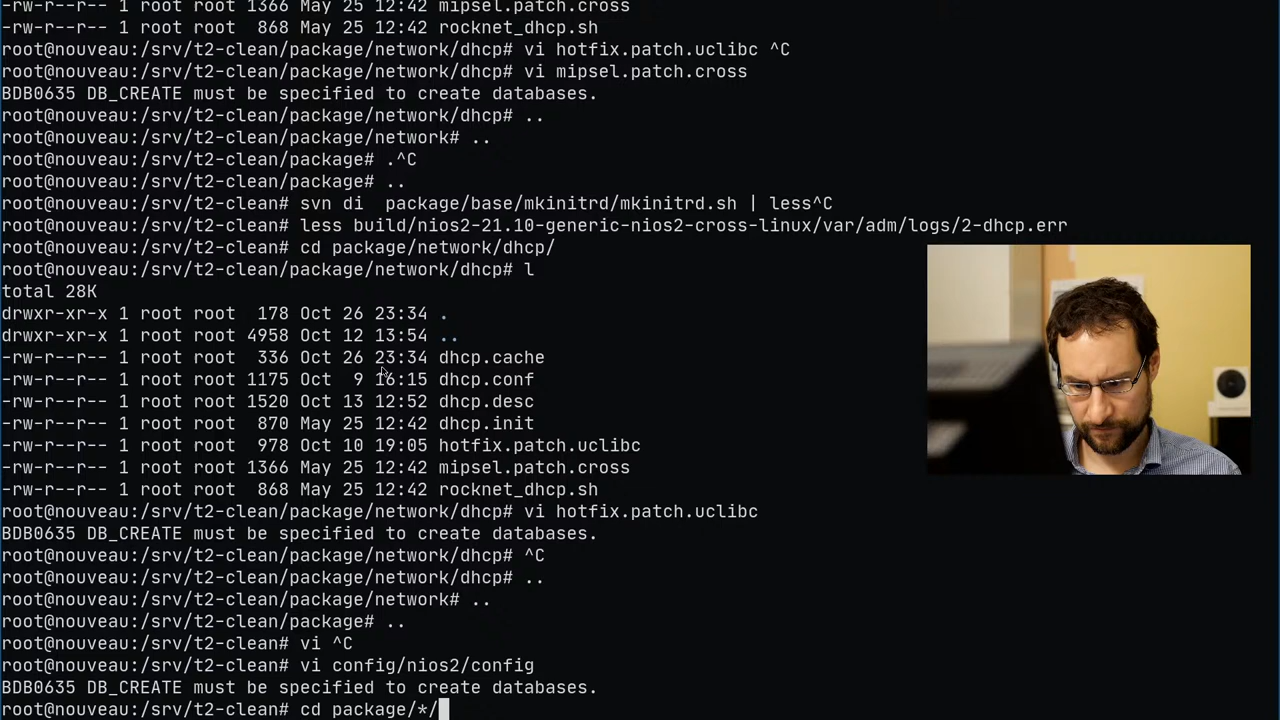 -rw-r--r-- 1 root root 1366 May 25 12:42 mipsel.patch.cross
-rw-r--r-- 1 root root  868 May 25 12:42 rocknet_dhcp.sh
root@nouveau:/srv/t2-clean/package/network/dhcp# vi hotfix.patch.uclibc ^C
root@nouveau:/srv/t2-clean/package/network/dhcp# vi mipsel.patch.cross
BDB0635 DB_CREATE must be specified to create databases.
root@nouveau:/srv/t2-clean/package/network/dhcp# ..
root@nouveau:/srv/t2-clean/package/network# ..
root@nouveau:/srv/t2-clean/package# .^C
root@nouveau:/srv/t2-clean/package# ..
root@nouveau:/srv/t2-clean# svn di  package/base/mkinitrd/mkinitrd.sh | less^C
root@nouveau:/srv/t2-clean# less build/nios2-21.10-generic-nios2-cross-linux/var/adm/logs/2-dhcp.err
root@nouveau:/srv/t2-clean# cd package/network/dhcp/
root@nouveau:/srv/t2-clean/package/network/dhcp# l
total 28K
drwxr-xr-x 1 root root  178 Oct 26 23:34 .
drwxr-xr-x 1 root root 4958 Oct 12 13:54 ..
-rw-r--r-- 1 root root  336 Oct 26 23:34 dhcp.cache
-rw-r--r-- 1 root root 1175 Oct  9 16:15 dhcp.conf
-rw-r--r-- 1 root root 1520 Oct 13 12:52 dhcp.desc
-rw-r--r-- 1 root root  870 May 25 12:42 dhcp.init
-rw-r--r-- 1 root root  978 Oct 10 19:05 hotfix.patch.uclibc
-rw-r--r-- 1 root root 1366 May 25 12:42 mipsel.patch.cross
-rw-r--r-- 1 root root  868 May 25 12:42 rocknet_dhcp.sh
root@nouveau:/srv/t2-clean/package/network/dhcp# vi hotfix.patch.uclibc
BDB0635 DB_CREATE must be specified to create databases.
root@nouveau:/srv/t2-clean/package/network/dhcp# ^C
root@nouveau:/srv/t2-clean/package/network/dhcp# ..
root@nouveau:/srv/t2-clean/package/network# ..
root@nouveau:/srv/t2-clean/package# ..
root@nouveau:/srv/t2-clean# vi ^C
root@nouveau:/srv/t2-clean# vi config/nios2/config
BDB0635 DB_CREATE must be specified to create databases.
root@nouveau:/srv/t2-clean# cd package/*/